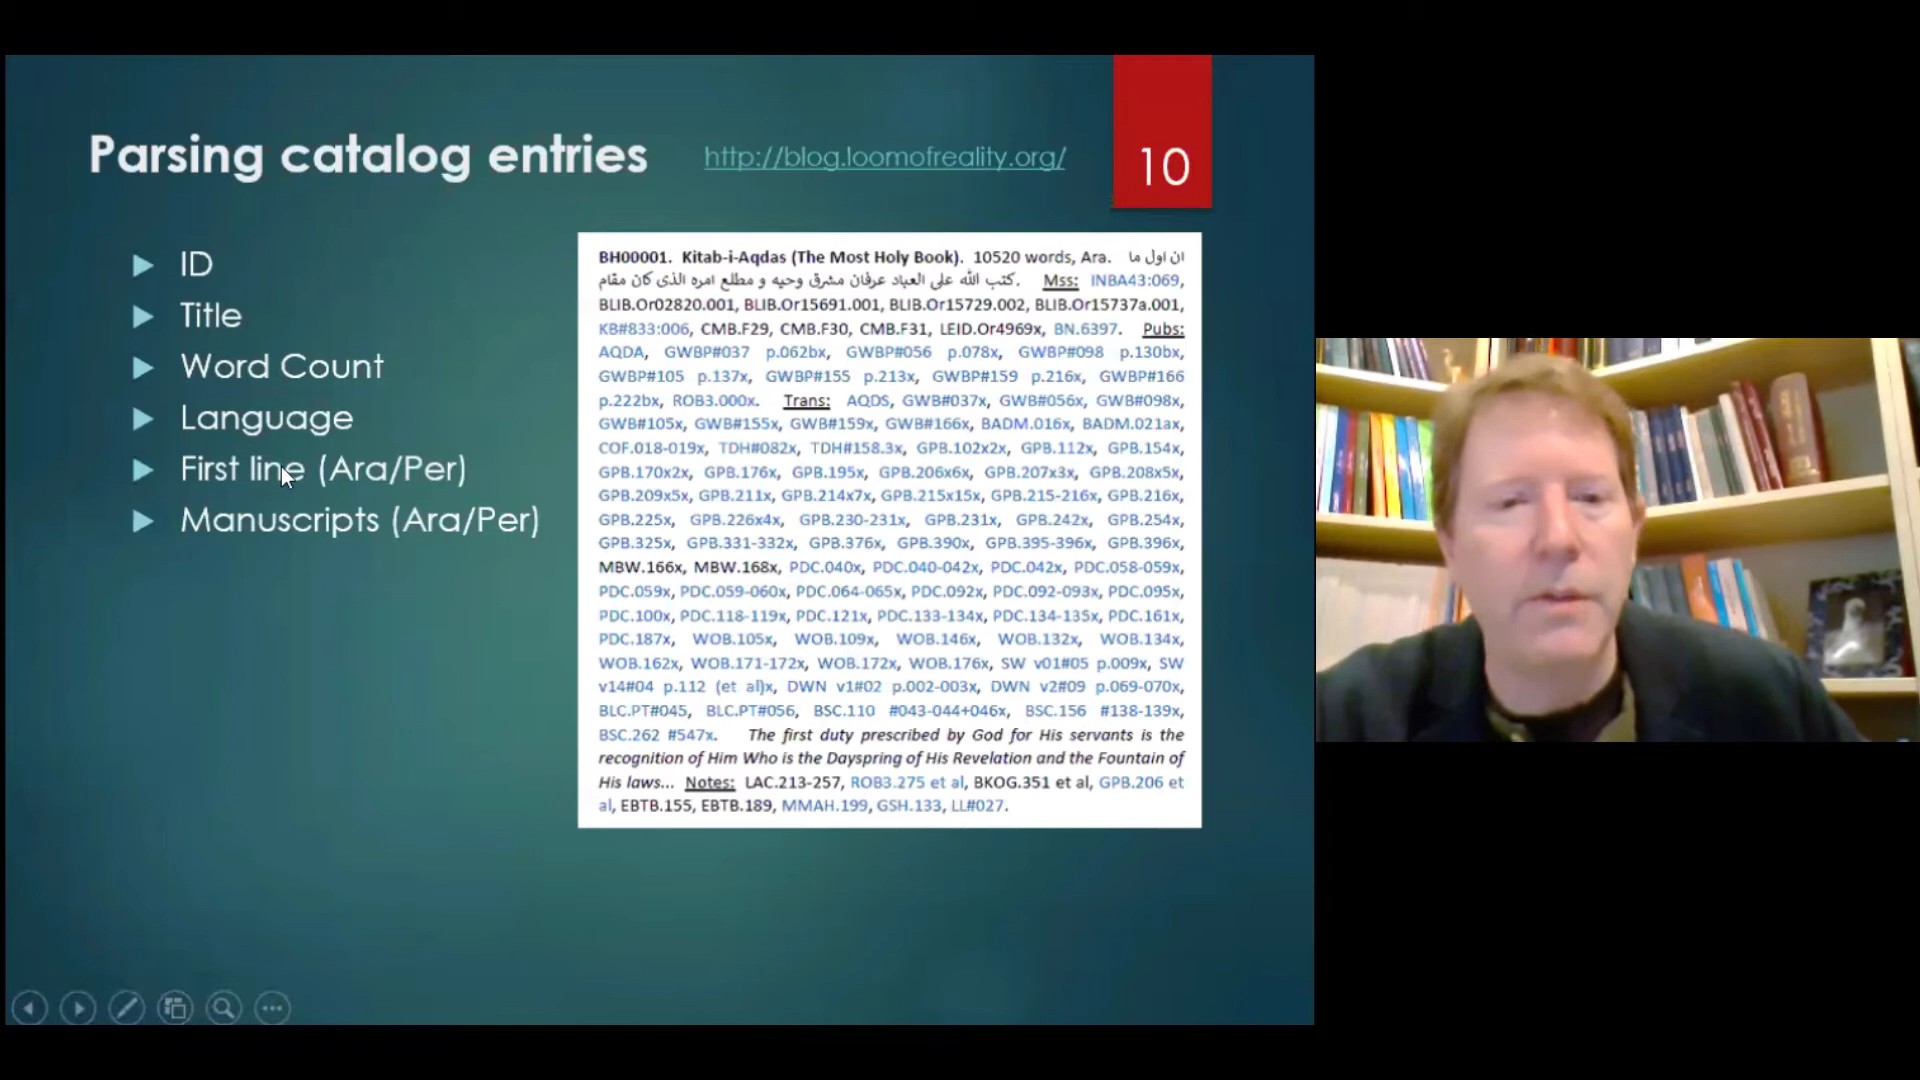 Parsing catalog entries
http://blog.loomofreality.org/
10
ID
Title
Word Count
Language
First line (Ara/Per)
Manuscripts (Ara/Per)
BH00001. Kitab-i-Aqdas (The Most Holy Book). 10520 words, Ara. ان اول ما
كتب الله على العباد عرفان مشرق وحيه و مطلع امره الذى كان مقام. Mss: INBA43:069,
BLIB.Or02820.001, BLIB.Or15691.001, BLIB.Or15729.002, BLIB.Or15737a.001,
KB#833:006, CMB.F29, CMB.F30, CMB.F31, LEID.Or4969x, BN.6397. Pubs:
AQDA, GWBP#037 p.062bx, GWBP#056 p.078x, GWBP#098 p.130bx,
GWBP#105 p.137x, GWBP#155 p.213x, GWBP#159 p.216x, GWBP#166
p.222bx, ROB3.000x. Trans: AQDS, GWB#037x, GWB#056x, GWB#098x,
GWB#105x, GWB#155x, GWB#159x, GWB#166x, BADM.016x, BADM.021ax,
COF.018-019x, TDH#082x, TDH#158.3x, GPB.102x2x, GPB.112x, GPB.154x,
GPB.170x2x, GPB.176x, GPB.195x, GPB.206x6x, GPB.207x3x, GPB.208x5x,
GPB.209x5x, GPB.211x, GPB.214x7x, GPB.215x15x, GPB.215-216x, GPB.216x,
GPB.225x, GPB.226x4x, GPB.230-231x, GPB.231x, GPB.242x, GPB.254x,
GPB.325x, GPB.331-332x, GPB.376x, GPB.390x, GPB.395-396x, GPB.396x,
MBW.166x, MBW.168x, PDC.040x, PDC.040-042x, PDC.042x, PDC.058-059x,
PDC.059x, PDC.059-060x, PDC.064-065x, PDC.092x, PDC.092-093x, PDC.095x,
PDC.100x, PDC.118-119x, PDC.121x, PDC.133-134x, PDC.134-135x, PDC.161x,
PDC.187x, WOB.105x, WOB.109x, WOB.146x, WOB.132x, WOB.134x,
WOB.162x, WOB.171-172x, WOB.172x, WOB.176x, SW v01#05 p.009x, SW
v14#04 p.112 (et al)x, DWN v1#02 p.002-003x, DWN v2#09 p.069-070x,
BLC.PT#045, BLC.PT#056, BSC.110 #043-044+046x, BSC.156 #138-139x,
BSC.262 #547x. The first duty prescribed by God for His servants is the
recognition of Him Who is the Dayspring of His Revelation and the Fountain of
His laws... Notes: LAC.213-257, ROB3.275 et al, BKOG.351 et al, GPB.206 et
al, EBTB.155, EBTB.189, MMAH.199, GSH.133, LL#027.